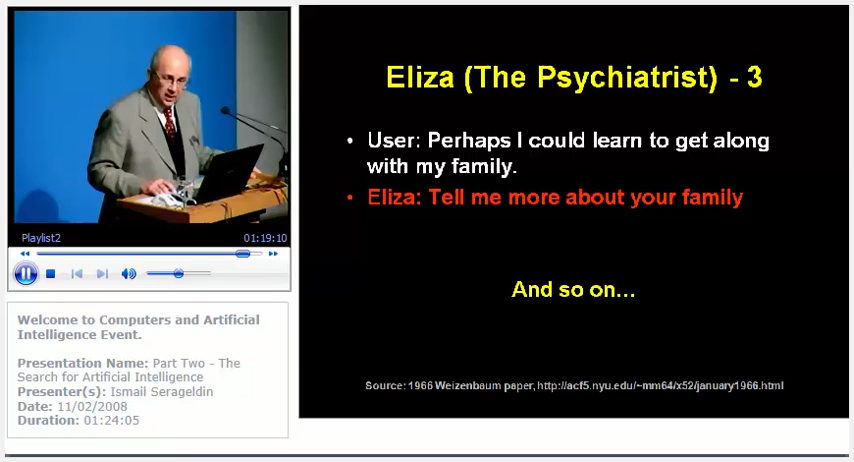 Playlist2
01:19:10
Welcome to Computers and Artificial
Intelligence Event.
Presentation Name: Part Two - The
Search for Artificial Intelligence
Presenter(s): Ismail Serageldin
Date: 11/02/2008
Duration: 01:24:05
Eliza (The Psychiatrist) - 3
• User: Perhaps I could learn to get along
with my family.
• Eliza: Tell me more about your family
And so on...
Source: 1966 Weizenbaum paper, http://acf5.nyu.edu/~mm64/x52/january1966.html